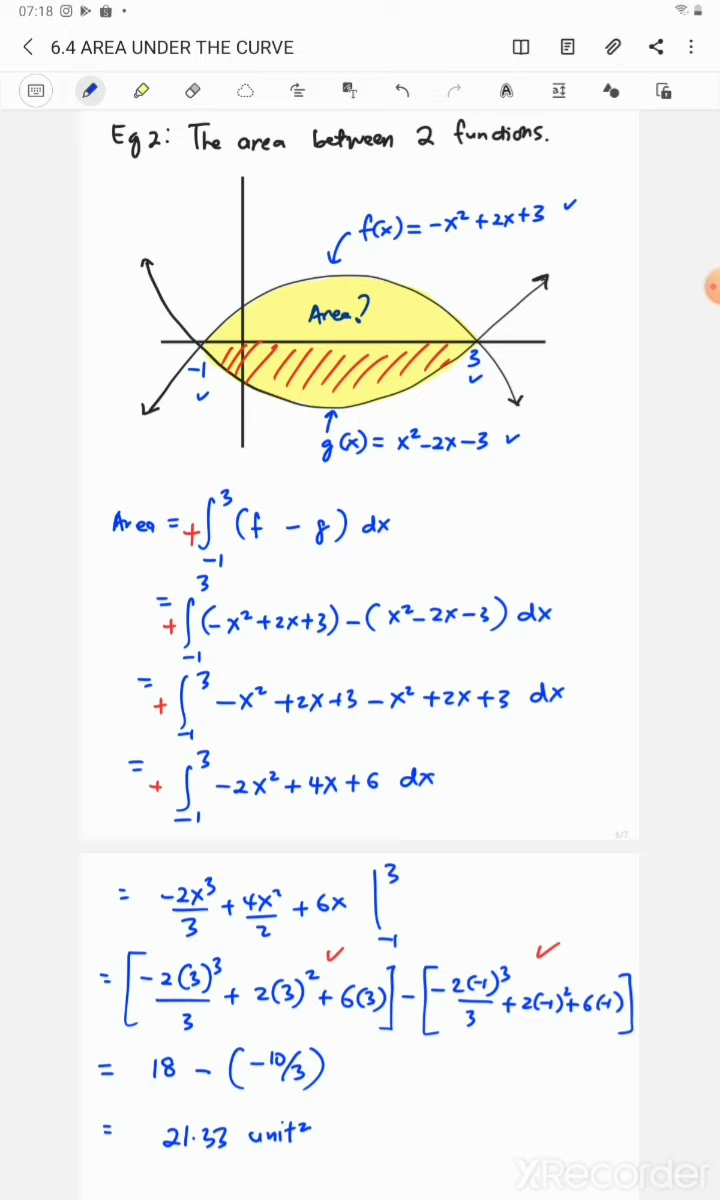 07:18
6.4 AREA UNDER THE CURVE
Eg 2: The area between 2 functions.
f(x) = -x² + 2x + 3 ✓
Area?
-1 ✓
3 ✓
g(x) = x² - 2x - 3 ✓
Area = + ∫₋₁³ (f - g) dx
= + ∫₋₁³ (-x² + 2x + 3) - (x² - 2x - 3) dx
= + ∫₋₁³ -x² + 2x + 3 - x² + 2x + 3 dx
= + ∫₋₁³ -2x² + 4x + 6 dx
6/7
= -2x³/3 + 4x²/2 + 6x |₋₁³
= [-2(3)³/3 + 2(3)² + 6(3)] ✓ - [-2(-1)³/3 + 2(-1)² + 6(-1)] ✓
= 18 - (-10/3)
= 21.33 unit²
XRecorder